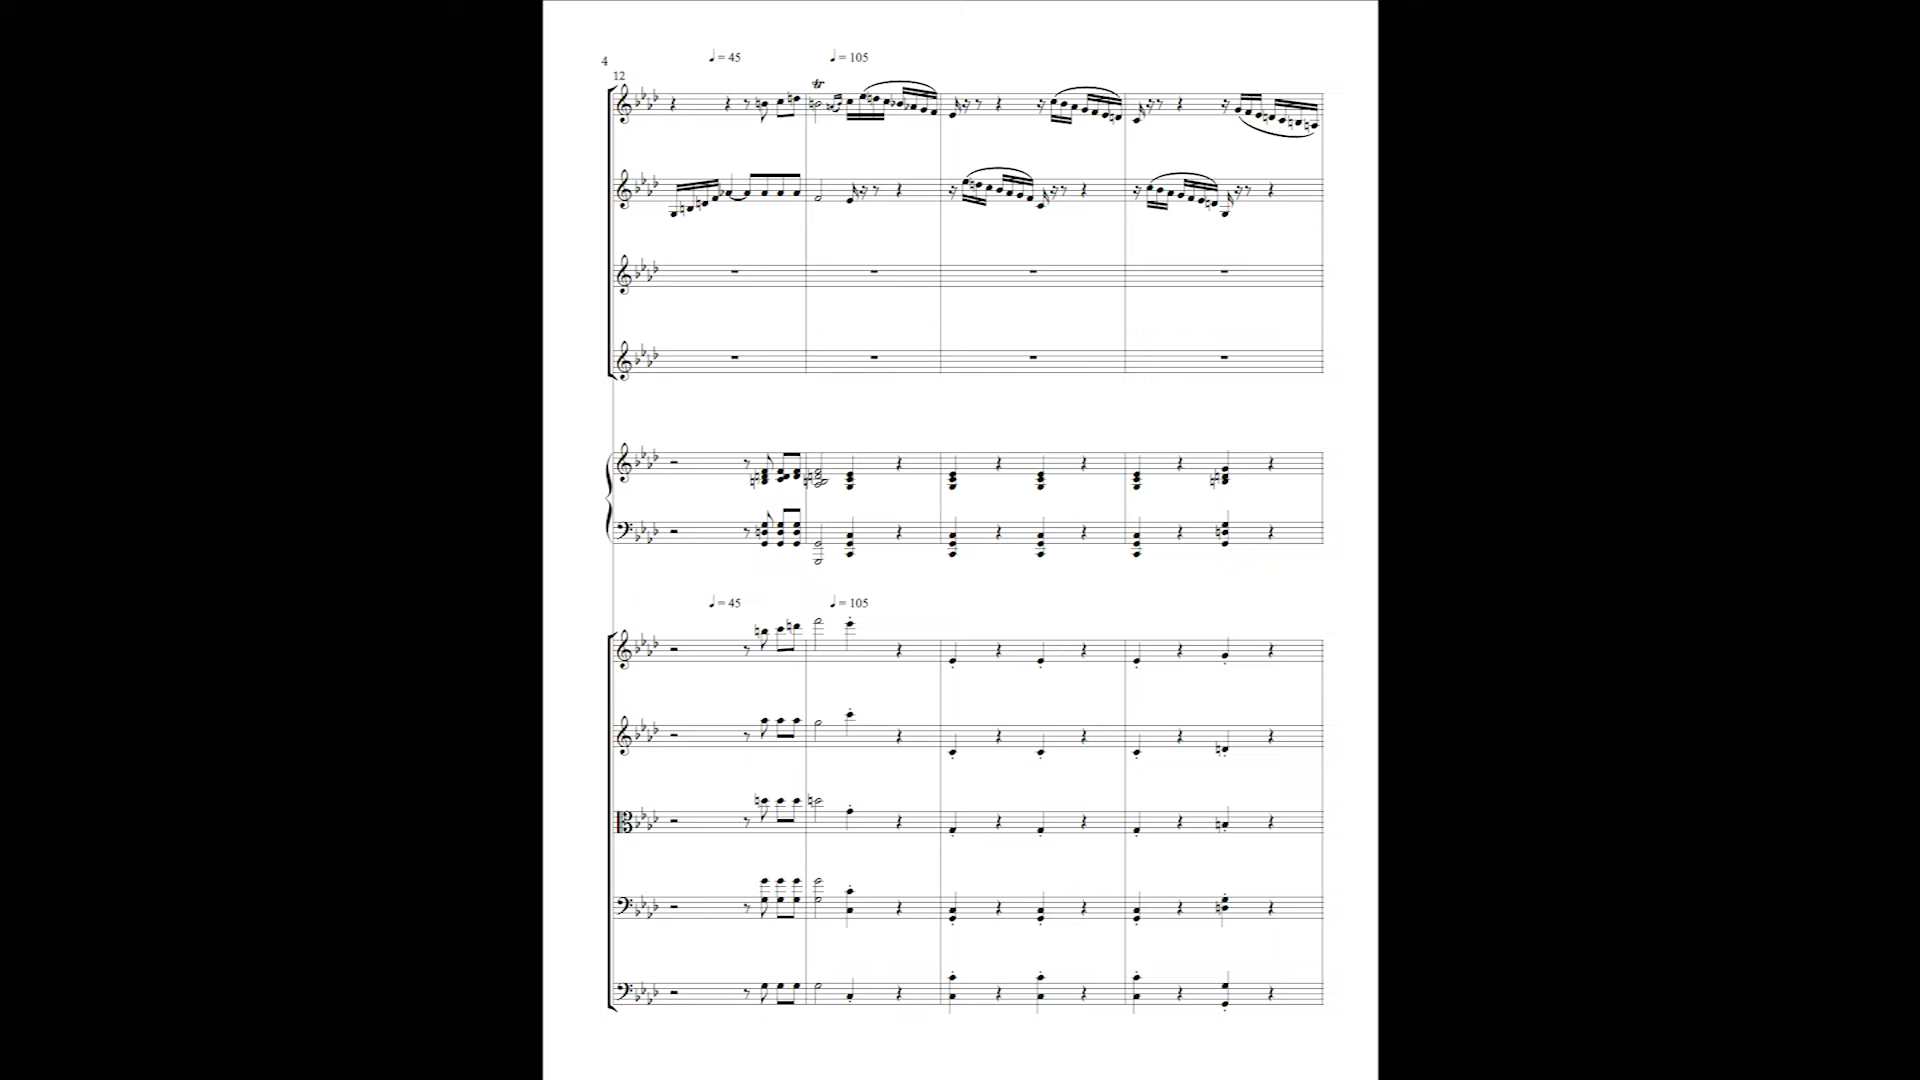 4
♩ = 45
♩ = 105
12
tr
♩ = 45
♩ = 105